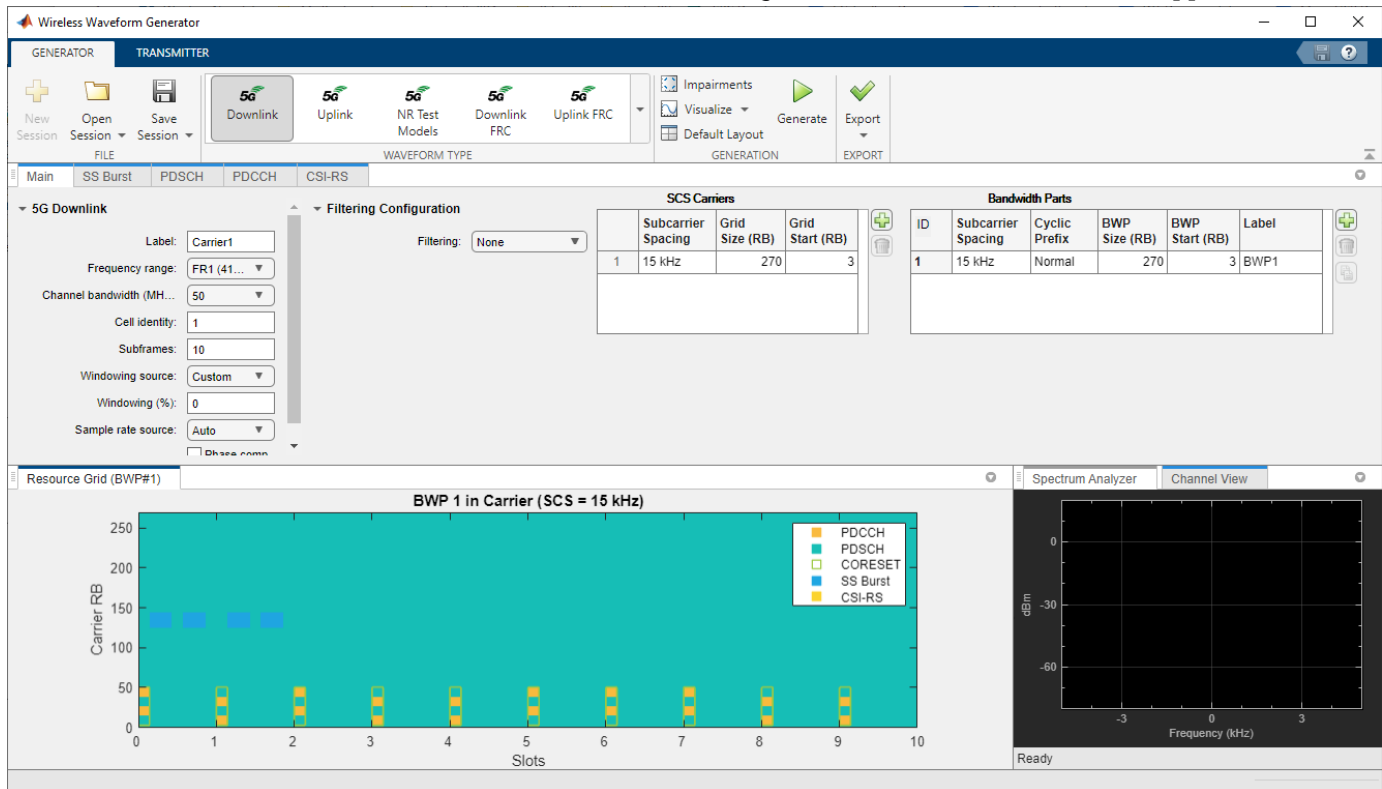 Wireless Waveform Generator
GENERATOR TRANSMITTER
New Session
Open Session
Save Session
FILE
5G Downlink
5G Uplink
5G NR Test Models
5G Downlink FRC
5G Uplink FRC
WAVEFORM TYPE
Impairments
Visualize
Default Layout
Generate
GENERATION
Export
EXPORT
Main SS Burst PDSCH PDCCH CSI-RS
5G Downlink
Label: Carrier1
Frequency range: FR1 (41...
Channel bandwidth (MH... 50
Cell identity: 1
Subframes: 10
Windowing source: Custom
Windowing (%): 0
Sample rate source: Auto
Filtering Configuration
Filtering: None
SCS Carriers
Subcarrier Spacing Grid Size (RB) Grid Start (RB)
1 15 kHz 270 3
Bandwidth Parts
ID Subcarrier Spacing Cyclic Prefix BWP Size (RB) BWP Start (RB) Label
1 15 kHz Normal 270 3 BWP1
Resource Grid (BWP#1)
BWP 1 in Carrier (SCS = 15 kHz)
PDCCH
PDSCH
CORESET
SS Burst
CSI-RS
Carrier RB
250
200
150
100
50
0
0 1 2 3 4 5 6 7 8 9 10
Slots
Spectrum Analyzer Channel View
dBm
0
-30
-60
-3 0 3
Frequency (kHz)
Ready